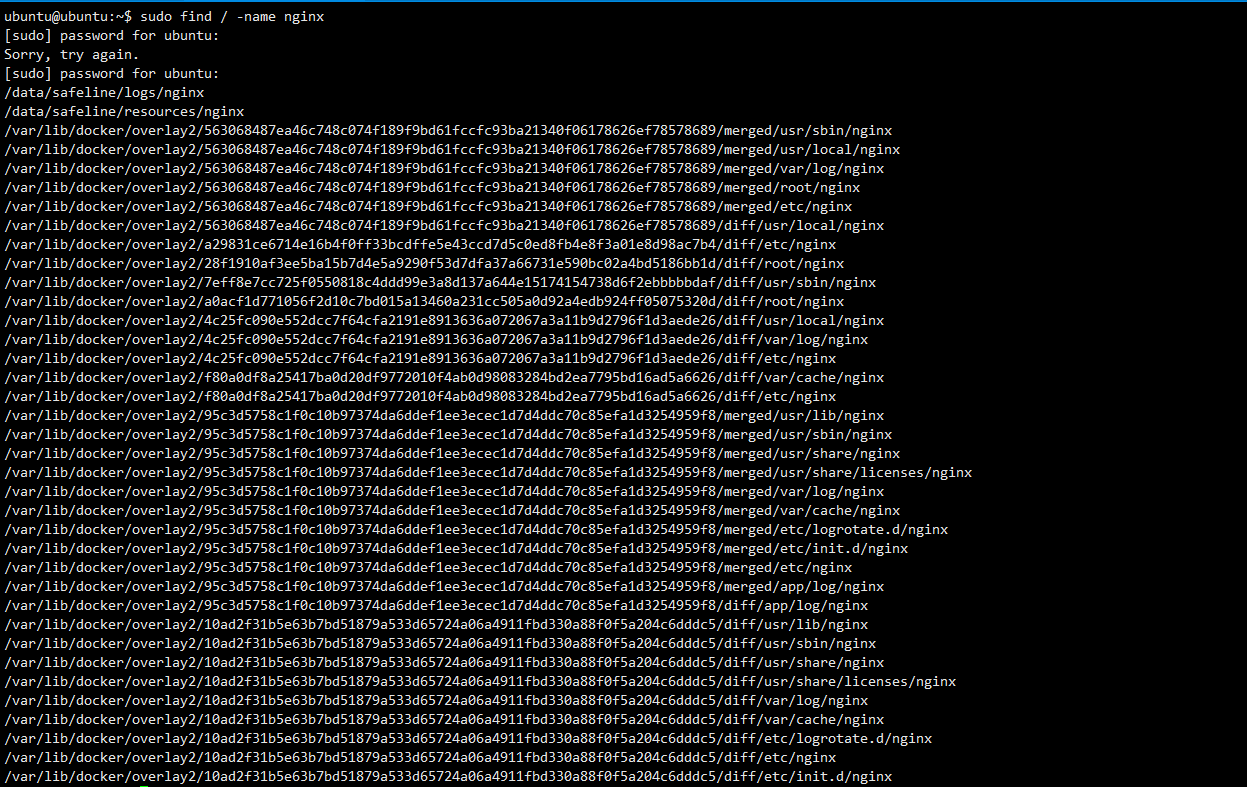 ubuntu@ubuntu:~$ sudo find / -name nginx
[sudo] password for ubuntu:
Sorry, try again.
[sudo] password for ubuntu:
/data/safeline/logs/nginx
/data/safeline/resources/nginx
/var/lib/docker/overlay2/563068487ea46c748c074f189f9bd61fccfc93ba21340f06178626ef78578689/merged/usr/sbin/nginx
/var/lib/docker/overlay2/563068487ea46c748c074f189f9bd61fccfc93ba21340f06178626ef78578689/merged/usr/local/nginx
/var/lib/docker/overlay2/563068487ea46c748c074f189f9bd61fccfc93ba21340f06178626ef78578689/merged/var/log/nginx
/var/lib/docker/overlay2/563068487ea46c748c074f189f9bd61fccfc93ba21340f06178626ef78578689/merged/root/nginx
/var/lib/docker/overlay2/563068487ea46c748c074f189f9bd61fccfc93ba21340f06178626ef78578689/merged/etc/nginx
/var/lib/docker/overlay2/563068487ea46c748c074f189f9bd61fccfc93ba21340f06178626ef78578689/diff/usr/local/nginx
/var/lib/docker/overlay2/a29831ce6714e16b4f0ff33bcdffe5e43ccd7d5c0ed8fb4e8f3a01e8d98ac7b4/diff/etc/nginx
/var/lib/docker/overlay2/28f1910af3ee5ba15b7d4e5a9290f53d7dfa37a66731e590bc02a4bd5186bb1d/diff/root/nginx
/var/lib/docker/overlay2/7eff8e7cc725f0550818c4ddd99e3a8d137a644e15174154738d6f2ebbbbbdaf/diff/usr/sbin/nginx
/var/lib/docker/overlay2/a0acf1d771056f2d10c7bd015a13460a231cc505a0d92a4edb924ff05075320d/diff/root/nginx
/var/lib/docker/overlay2/4c25fc090e552dcc7f64cfa2191e8913636a072067a3a11b9d2796f1d3aede26/diff/usr/local/nginx
/var/lib/docker/overlay2/4c25fc090e552dcc7f64cfa2191e8913636a072067a3a11b9d2796f1d3aede26/diff/var/log/nginx
/var/lib/docker/overlay2/4c25fc090e552dcc7f64cfa2191e8913636a072067a3a11b9d2796f1d3aede26/diff/etc/nginx
/var/lib/docker/overlay2/f80a0df8a25417ba0d20df9772010f4ab0d98083284bd2ea7795bd16ad5a6626/diff/var/cache/nginx
/var/lib/docker/overlay2/f80a0df8a25417ba0d20df9772010f4ab0d98083284bd2ea7795bd16ad5a6626/diff/etc/nginx
/var/lib/docker/overlay2/95c3d5758c1f0c10b97374da6ddef1ee3ecec1d7d4ddc70c85efa1d3254959f8/merged/usr/lib/nginx
/var/lib/docker/overlay2/95c3d5758c1f0c10b97374da6ddef1ee3ecec1d7d4ddc70c85efa1d3254959f8/merged/usr/sbin/nginx
/var/lib/docker/overlay2/95c3d5758c1f0c10b97374da6ddef1ee3ecec1d7d4ddc70c85efa1d3254959f8/merged/usr/share/nginx
/var/lib/docker/overlay2/95c3d5758c1f0c10b97374da6ddef1ee3ecec1d7d4ddc70c85efa1d3254959f8/merged/usr/share/licenses/nginx
/var/lib/docker/overlay2/95c3d5758c1f0c10b97374da6ddef1ee3ecec1d7d4ddc70c85efa1d3254959f8/merged/var/log/nginx
/var/lib/docker/overlay2/95c3d5758c1f0c10b97374da6ddef1ee3ecec1d7d4ddc70c85efa1d3254959f8/merged/var/cache/nginx
/var/lib/docker/overlay2/95c3d5758c1f0c10b97374da6ddef1ee3ecec1d7d4ddc70c85efa1d3254959f8/merged/etc/logrotate.d/nginx
/var/lib/docker/overlay2/95c3d5758c1f0c10b97374da6ddef1ee3ecec1d7d4ddc70c85efa1d3254959f8/merged/etc/init.d/nginx
/var/lib/docker/overlay2/95c3d5758c1f0c10b97374da6ddef1ee3ecec1d7d4ddc70c85efa1d3254959f8/merged/etc/nginx
/var/lib/docker/overlay2/95c3d5758c1f0c10b97374da6ddef1ee3ecec1d7d4ddc70c85efa1d3254959f8/merged/app/log/nginx
/var/lib/docker/overlay2/95c3d5758c1f0c10b97374da6ddef1ee3ecec1d7d4ddc70c85efa1d3254959f8/diff/app/log/nginx
/var/lib/docker/overlay2/10ad2f31b5e63b7bd51879a533d65724a06a4911fbd330a88f0f5a204c6dddc5/diff/usr/lib/nginx
/var/lib/docker/overlay2/10ad2f31b5e63b7bd51879a533d65724a06a4911fbd330a88f0f5a204c6dddc5/diff/usr/sbin/nginx
/var/lib/docker/overlay2/10ad2f31b5e63b7bd51879a533d65724a06a4911fbd330a88f0f5a204c6dddc5/diff/usr/share/nginx
/var/lib/docker/overlay2/10ad2f31b5e63b7bd51879a533d65724a06a4911fbd330a88f0f5a204c6dddc5/diff/usr/share/licenses/nginx
/var/lib/docker/overlay2/10ad2f31b5e63b7bd51879a533d65724a06a4911fbd330a88f0f5a204c6dddc5/diff/var/log/nginx
/var/lib/docker/overlay2/10ad2f31b5e63b7bd51879a533d65724a06a4911fbd330a88f0f5a204c6dddc5/diff/var/cache/nginx
/var/lib/docker/overlay2/10ad2f31b5e63b7bd51879a533d65724a06a4911fbd330a88f0f5a204c6dddc5/diff/etc/logrotate.d/nginx
/var/lib/docker/overlay2/10ad2f31b5e63b7bd51879a533d65724a06a4911fbd330a88f0f5a204c6dddc5/diff/etc/nginx
/var/lib/docker/overlay2/10ad2f31b5e63b7bd51879a533d65724a06a4911fbd330a88f0f5a204c6dddc5/diff/etc/init.d/nginx